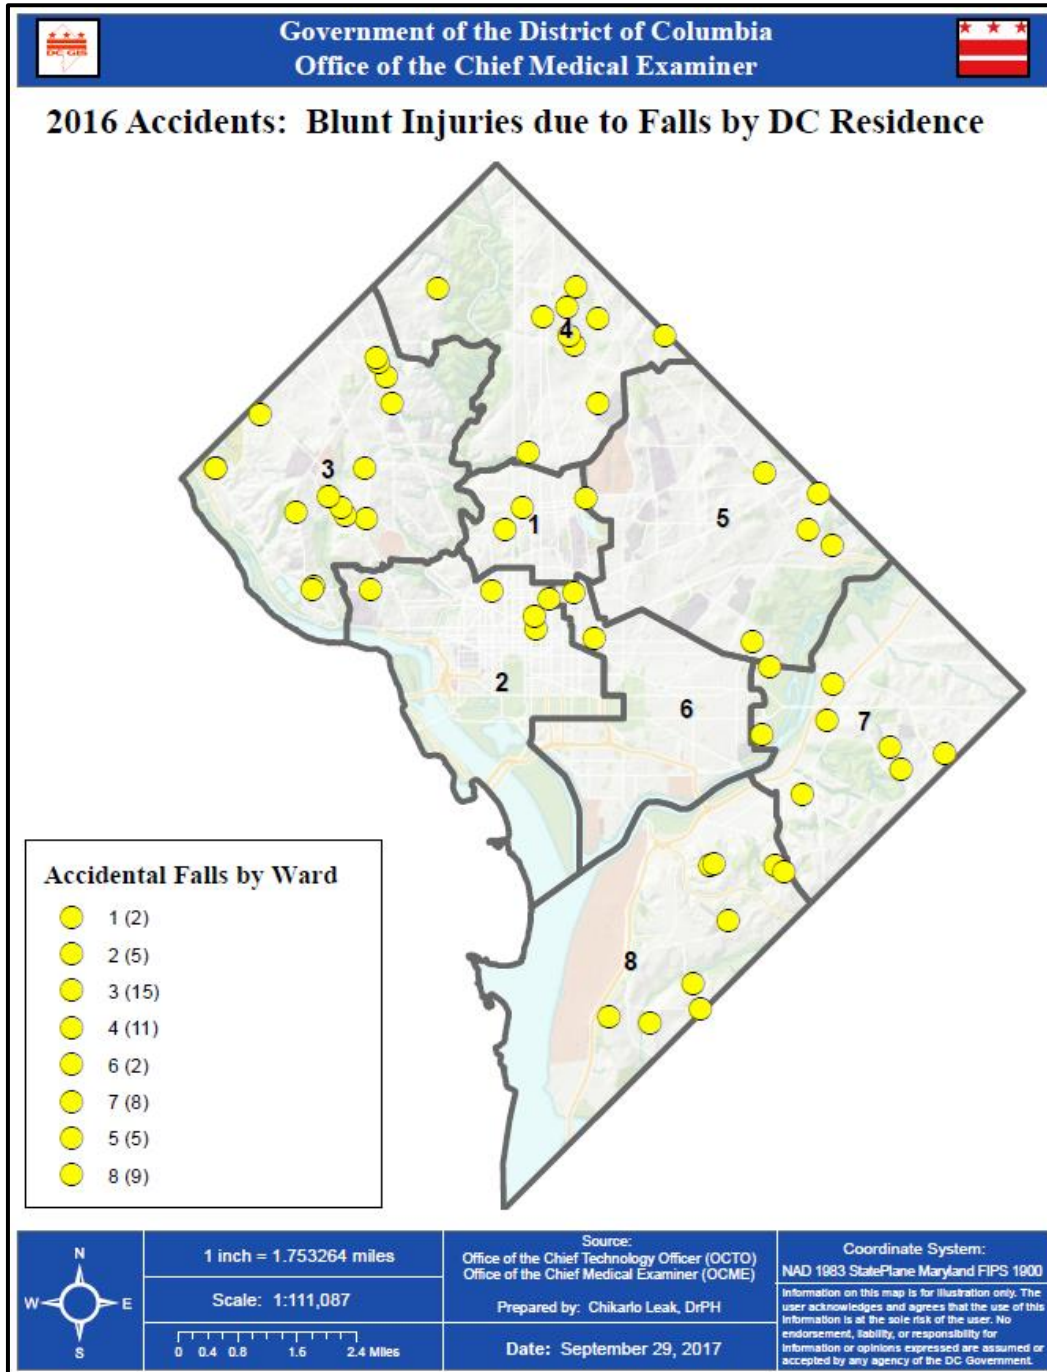 DC GIS
Government of the District of Columbia
Office of the Chief Medical Examiner
2016 Accidents: Blunt Injuries due to Falls by DC Residence
4
3
5
1
2
6
7
8
Accidental Falls by Ward
1 (2)
2 (5)
3 (15)
4 (11)
6 (2)
7 (8)
5 (5)
8 (9)
N
W E
S
1 inch = 1.753264 miles
Scale: 1:111,087
0 0.4 0.8 1.6 2.4 Miles
Source:
Office of the Chief Technology Officer (OCTO)
Office of the Chief Medical Examiner (OCME)
Prepared by: Chikarlo Leak, DrPH
Date: September 29, 2017
Coordinate System:
NAD 1983 StatePlane Maryland FIPS 1900
Information on this map is for illustration only. The
user acknowledges and agrees that the use of this
information is at the sole risk of the user. No
endorsement, liability, or responsibility for
information or opinions expressed are assumed or
accepted by any agency of the DC Government.